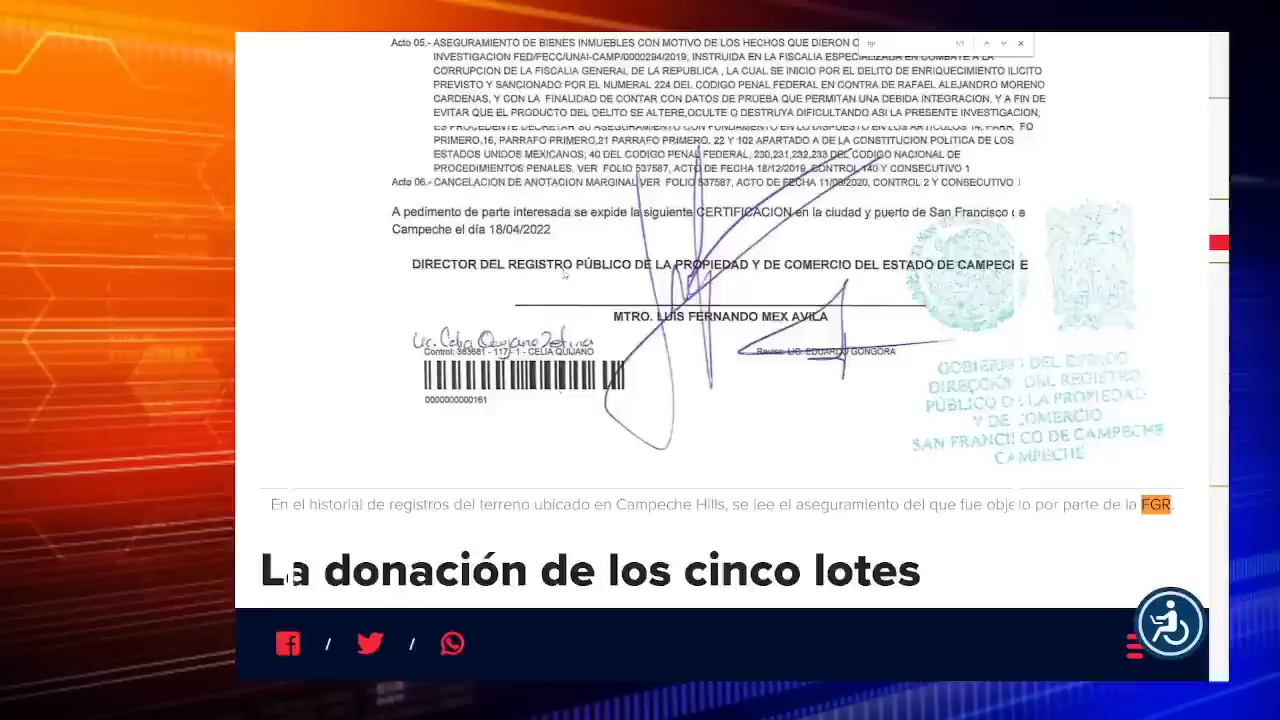 Acto 05.- ASEGURAMIENTO DE BIENES INMUEBLES CON MOTIVO DE LOS HECHOS QUE DIERON
fgr 1/1
INVESTIGACION FED/FECC/UNAI-CAMP/0000294/2019, INSTRUIDA EN LA FISCALIA ESPECIALIZADA EN COMBATE A LA
CORRUPCION DE LA FISCALIA GENERAL DE LA REPUBLICA , LA CUAL SE INICIO POR EL DELITO DE ENRIQUECIMIENTO ILICITO
PREVISTO Y SANCIONADO POR EL NUMERAL 224 DEL CODIGO PENAL FEDERAL EN CONTRA DE RAFAEL ALEJANDRO MORENO
CARDENAS, Y CON LA FINALIDAD DE CONTAR CON DATOS DE PRUEBA QUE PERMITAN UNA DEBIDA INTEGRACION, Y A FIN DE
EVITAR QUE EL PRODUCTO DEL DELITO SE ALTERE,OCULTE O DESTRUYA DIFICULTANDO ASI LA PRESENTE INVESTIGACION,
ES PROCEDENTE DECRETAR SU ASEGURAMIENTO CON FUNDAMENTO EN LO DISPUESTO EN LOS ARTICULOS 14, PARR. FO
PRIMERO,16, PARRAFO PRIMERO,21 PARRAFO PRIMERO, 22 Y 102 APARTADO A DE LA CONSTITUCION POLITICA DE LOS
ESTADOS UNIDOS MEXICANOS; 40 DEL CODIGO PENAL FEDERAL, 230,231,232,233 DEL CODIGO NACIONAL DE
PROCEDIMIENTOS PENALES, VER FOLIO 537587, ACTO DE FECHA 18/12/2019, CONTROL 140 Y CONSECUTIVO 1
Acto 06.- CANCELACION DE ANOTACION MARGINAL VER FOLIO 537587, ACTO DE FECHA 11/09/2020, CONTROL 2 Y CONSECUTIVO
A pedimento de parte interesada se expide la siguiente CERTIFICACION en la ciudad y puerto de San Francisco de
Campeche el día 18/04/2022
DIRECTOR DEL REGISTRO PÚBLICO DE LA PROPIEDAD Y DE COMERCIO DEL ESTADO DE CAMPECHE
MTRO. LUIS FERNANDO MEX AVILA
Lic. Celia Quijano Zetina
Control: 383681 - 117 - 1 - CELIA QUIJANO
Reviso: LIC. EDUARDO GONGORA
0000000000161
GOBIERNO DEL ESTADO
DIRECCIÓN DEL REGISTRO
PÚBLICO DE LA PROPIEDAD
Y DE COMERCIO
SAN FRANCISCO DE CAMPECHE
CAMPECHE
En el historial de registros del terreno ubicado en Campeche Hills, se lee el aseguramiento del que fue objeto por parte de la FGR.
La donación de los cinco lotes
/ /